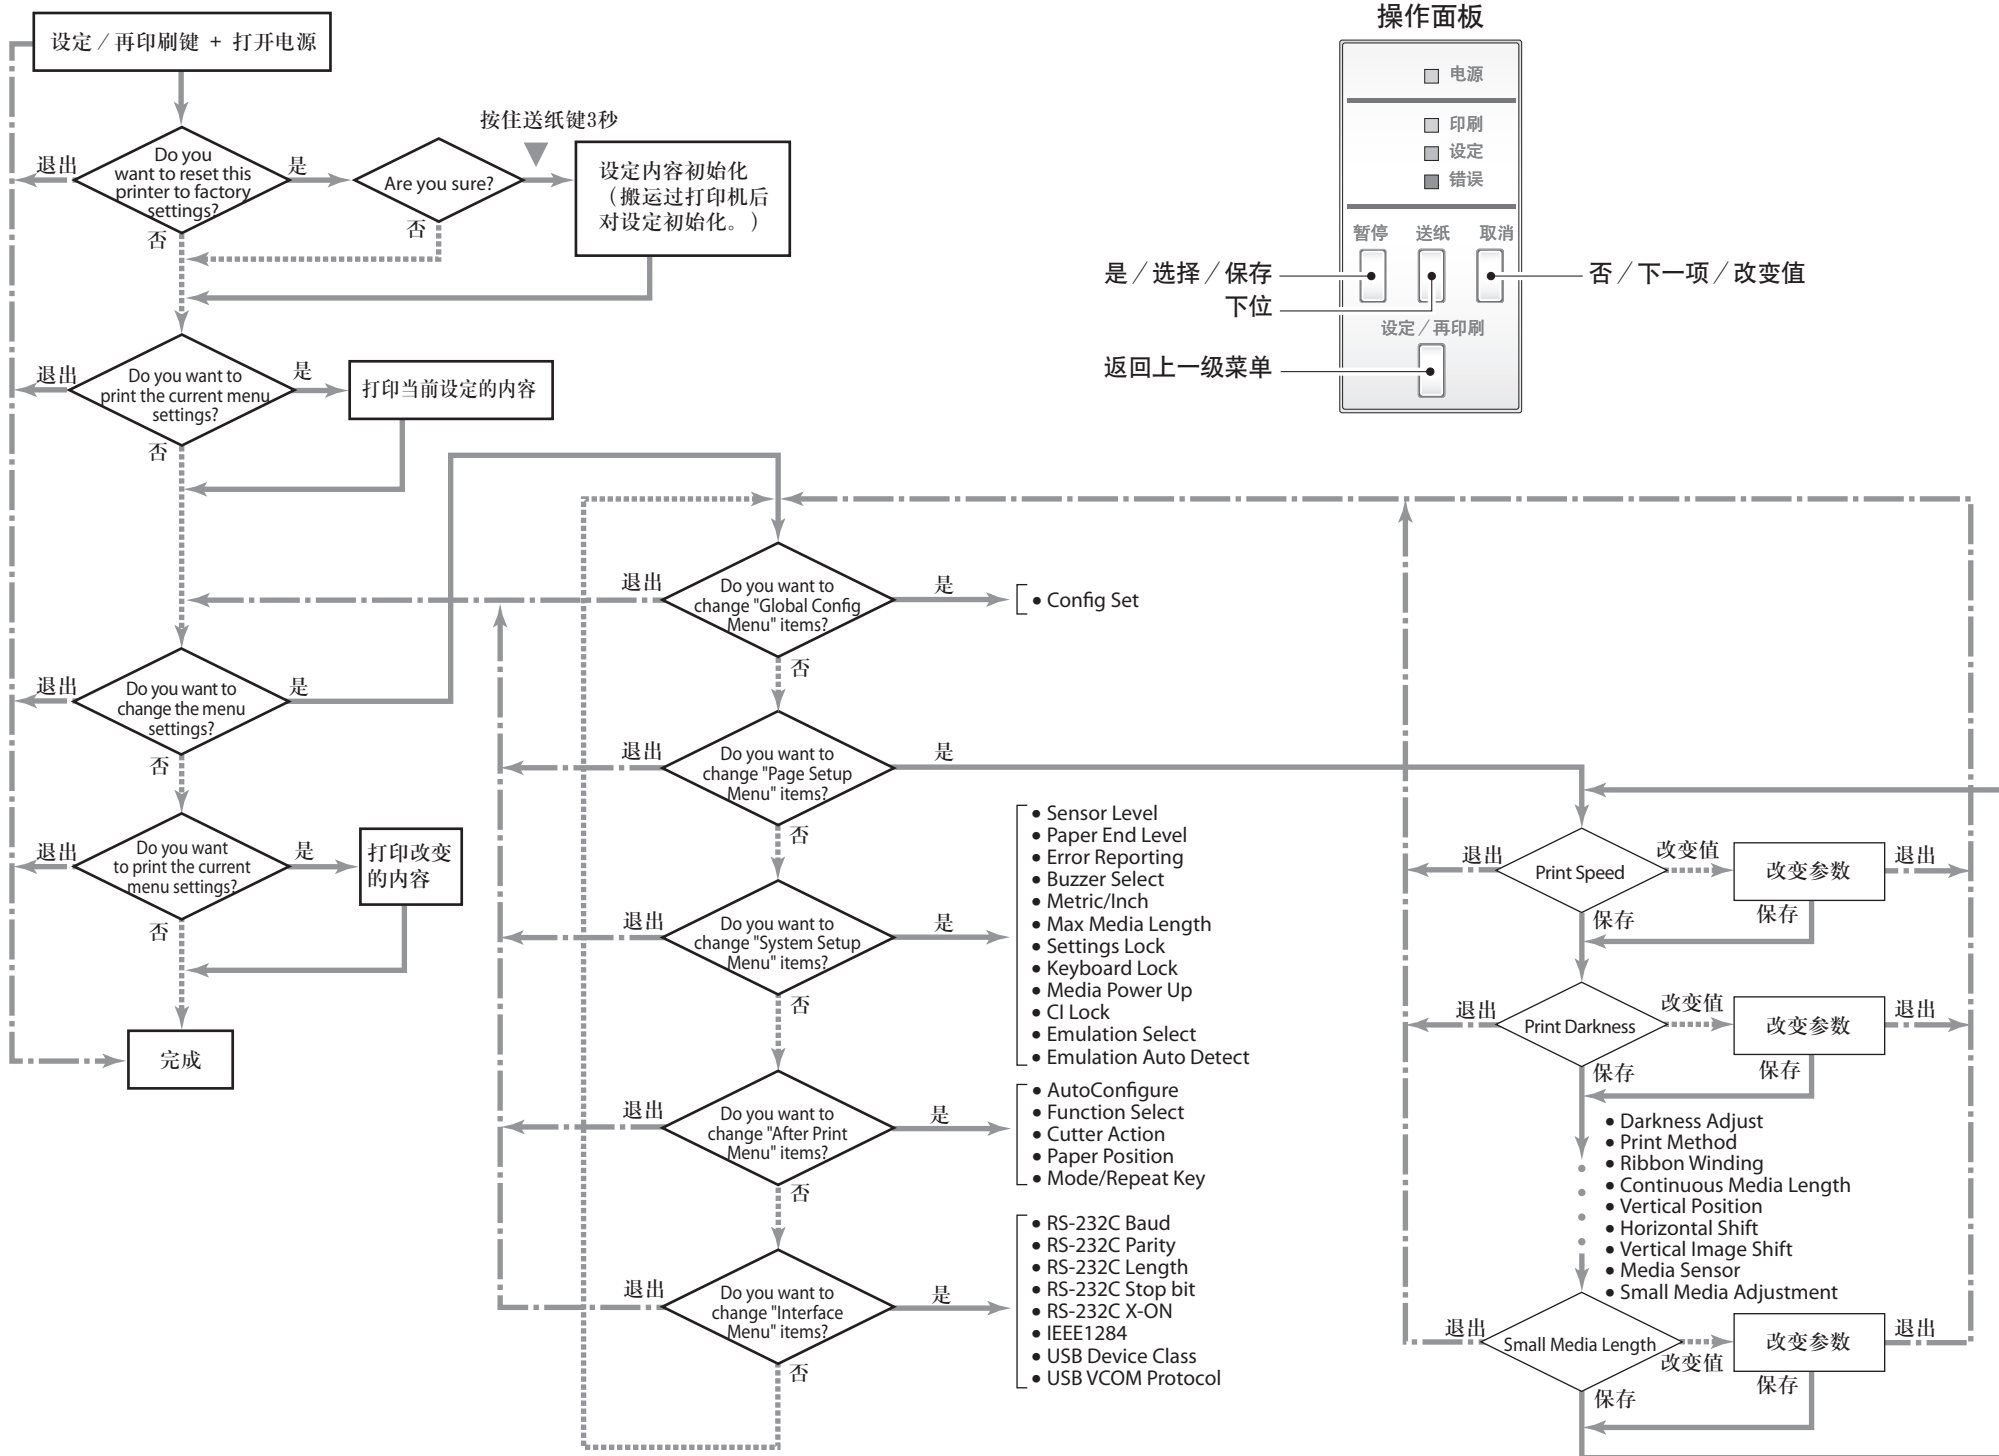 设定／再印刷键 + 打开电源
退出
Do you
want to reset this
printer to factory
settings?
是
否
Are you sure?
否
按住送纸键3秒
设定内容初始化
（搬运过打印机后
对设定初始化。）
退出
Do you want to
print the current menu
settings?
是
否
打印当前设定的内容
退出
Do you want to
change the menu
settings?
是
否
退出
Do you want
to print the current
menu settings?
是
否
打印改变
的内容
完成
操作面板
电源
印刷
设定
错误
暂停
送纸
取消
是／选择／保存
下位
否／下一项／改变值
设定／再印刷
返回上一级菜单
退出
Do you want to
change "Global Config
Menu" items?
是
否
• Config Set
退出
Do you want to
change "Page Setup
Menu" items?
是
否
退出
Do you want to
change "System Setup
Menu" items?
是
否
• Sensor Level
• Paper End Level
• Error Reporting
• Buzzer Select
• Metric/Inch
• Max Media Length
• Settings Lock
• Keyboard Lock
• Media Power Up
• CI Lock
• Emulation Select
• Emulation Auto Detect
退出
Do you want to
change "After Print
Menu" items?
是
否
• AutoConfigure
• Function Select
• Cutter Action
• Paper Position
• Mode/Repeat Key
退出
Do you want to
change "Interface
Menu" items?
是
否
• RS-232C Baud
• RS-232C Parity
• RS-232C Length
• RS-232C Stop bit
• RS-232C X-ON
• IEEE1284
• USB Device Class
• USB VCOM Protocol
退出
Print Speed
改变值
改变参数
退出
保存
保存
退出
Print Darkness
改变值
改变参数
退出
保存
保存
• Darkness Adjust
• Print Method
• Ribbon Winding
• Continuous Media Length
• Vertical Position
• Horizontal Shift
• Vertical Image Shift
• Media Sensor
• Small Media Adjustment
退出
Small Media Length
改变值
改变参数
退出
保存
保存